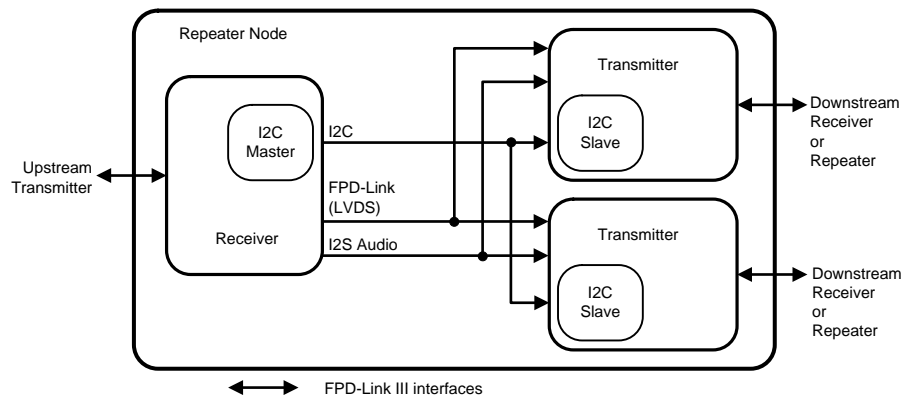 Repeater Node
Transmitter
I2C
Slave
Downstream
Receiver
or
Repeater
I2C
Master
I2C
Upstream
Transmitter
FPD-Link
(LVDS)
Receiver
I2S Audio
Transmitter
I2C
Slave
Downstream
Receiver
or
Repeater
FPD-Link III interfaces